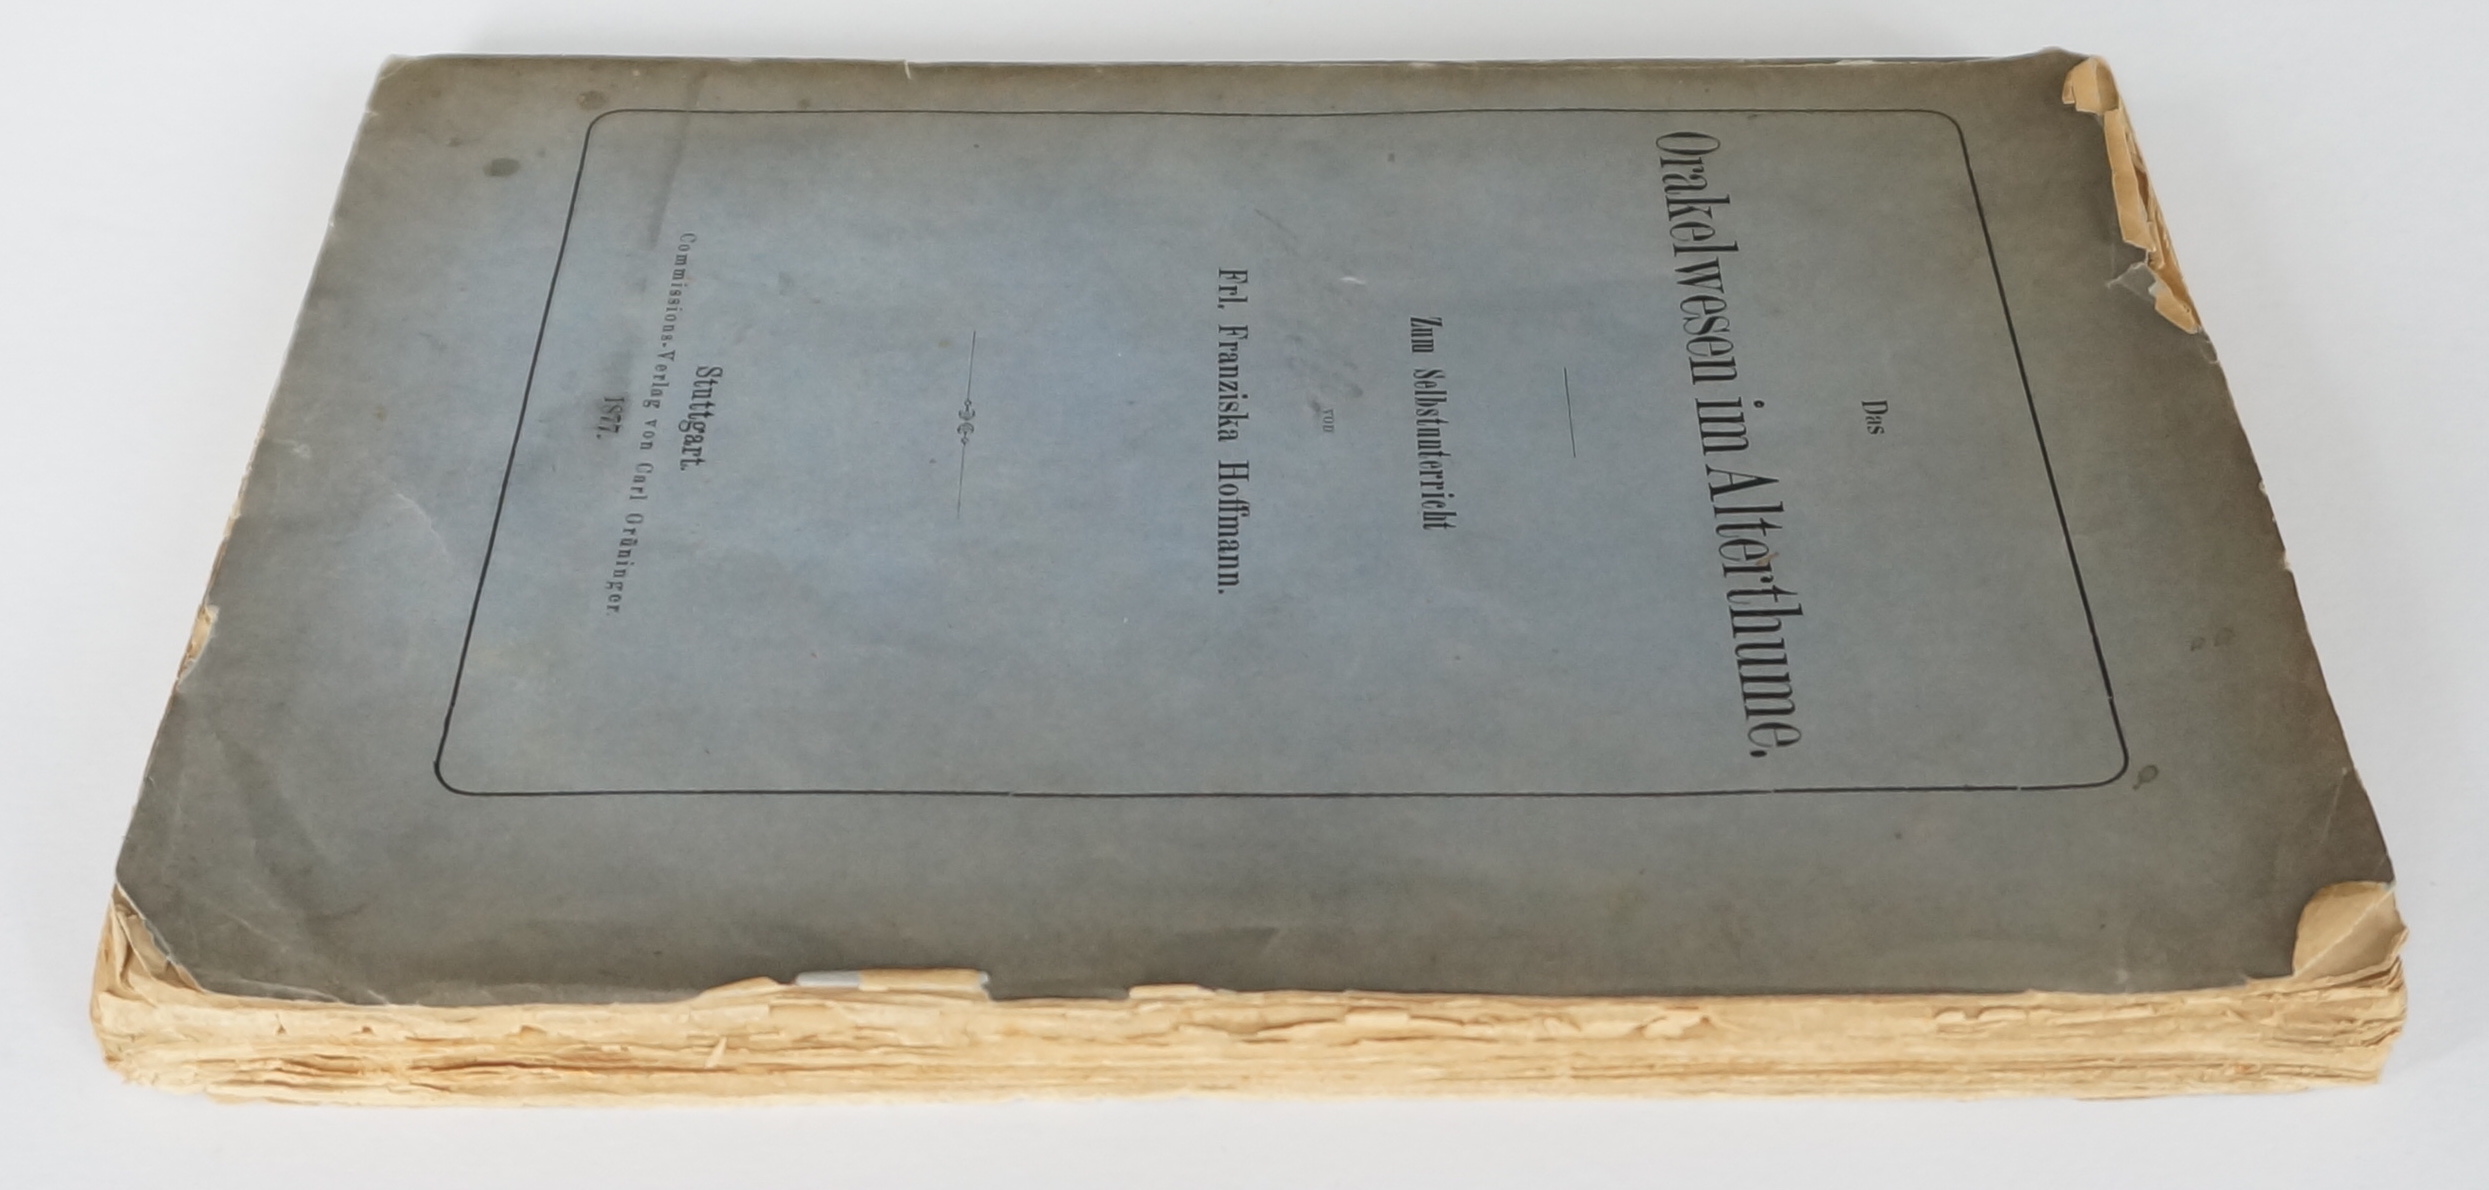 Das
Orakelwesen im Alterthume.
Zum Selbstunterricht
von
Frl. Franziska Hoffmann.
Stuttgart.
Commissions-Verlag von Carl Grüninger.
1877.